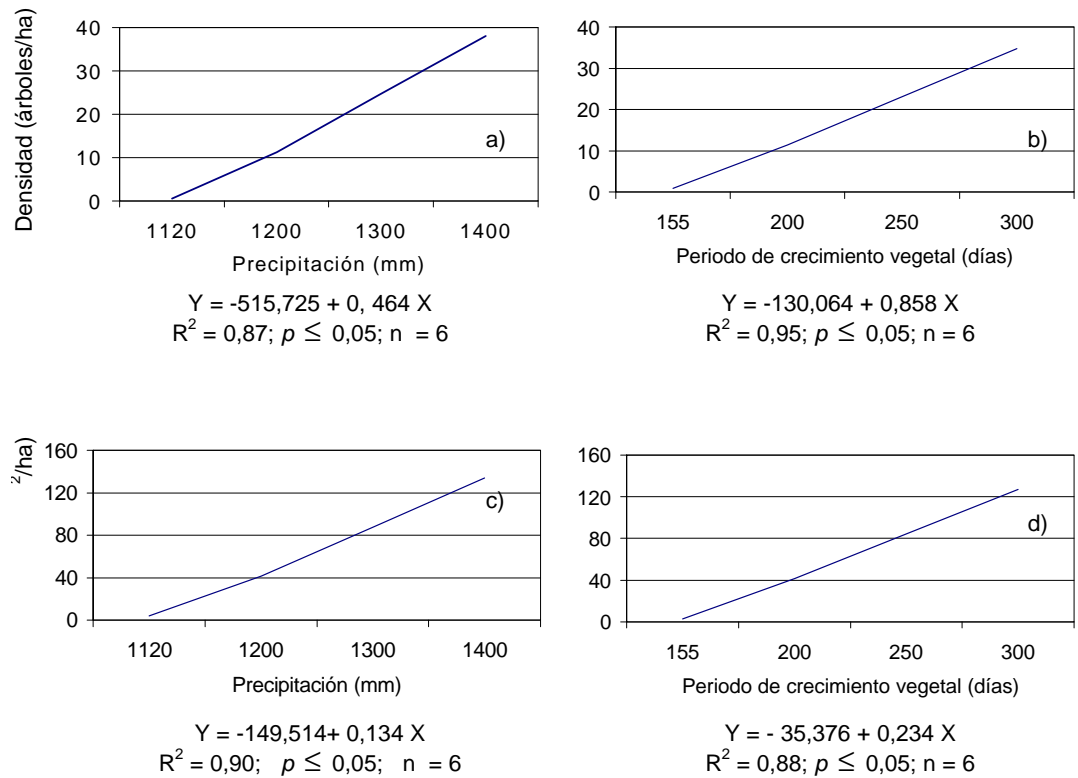 Densidad (árboles/ha)
40
30
20
10
0
a)
1120 1200 1300 1400
Precipitación (mm)
Y = -515,725 + 0, 464 X
R² = 0,87; p ≤ 0,05; n = 6
40
30
20
10
0
b)
155 200 250 300
Periodo de crecimiento vegetal (días)
Y = -130,064 + 0,858 X
R² = 0,95; p ≤ 0,05; n = 6
²/ha)
160
120
80
40
0
c)
1120 1200 1300 1400
Precipitación (mm)
Y = -149,514+ 0,134 X
R² = 0,90; p ≤ 0,05; n = 6
160
120
80
40
0
d)
155 200 250 300
Periodo de crecimiento vegetal (días)
Y = - 35,376 + 0,234 X
R² = 0,88; p ≤ 0,05; n = 6